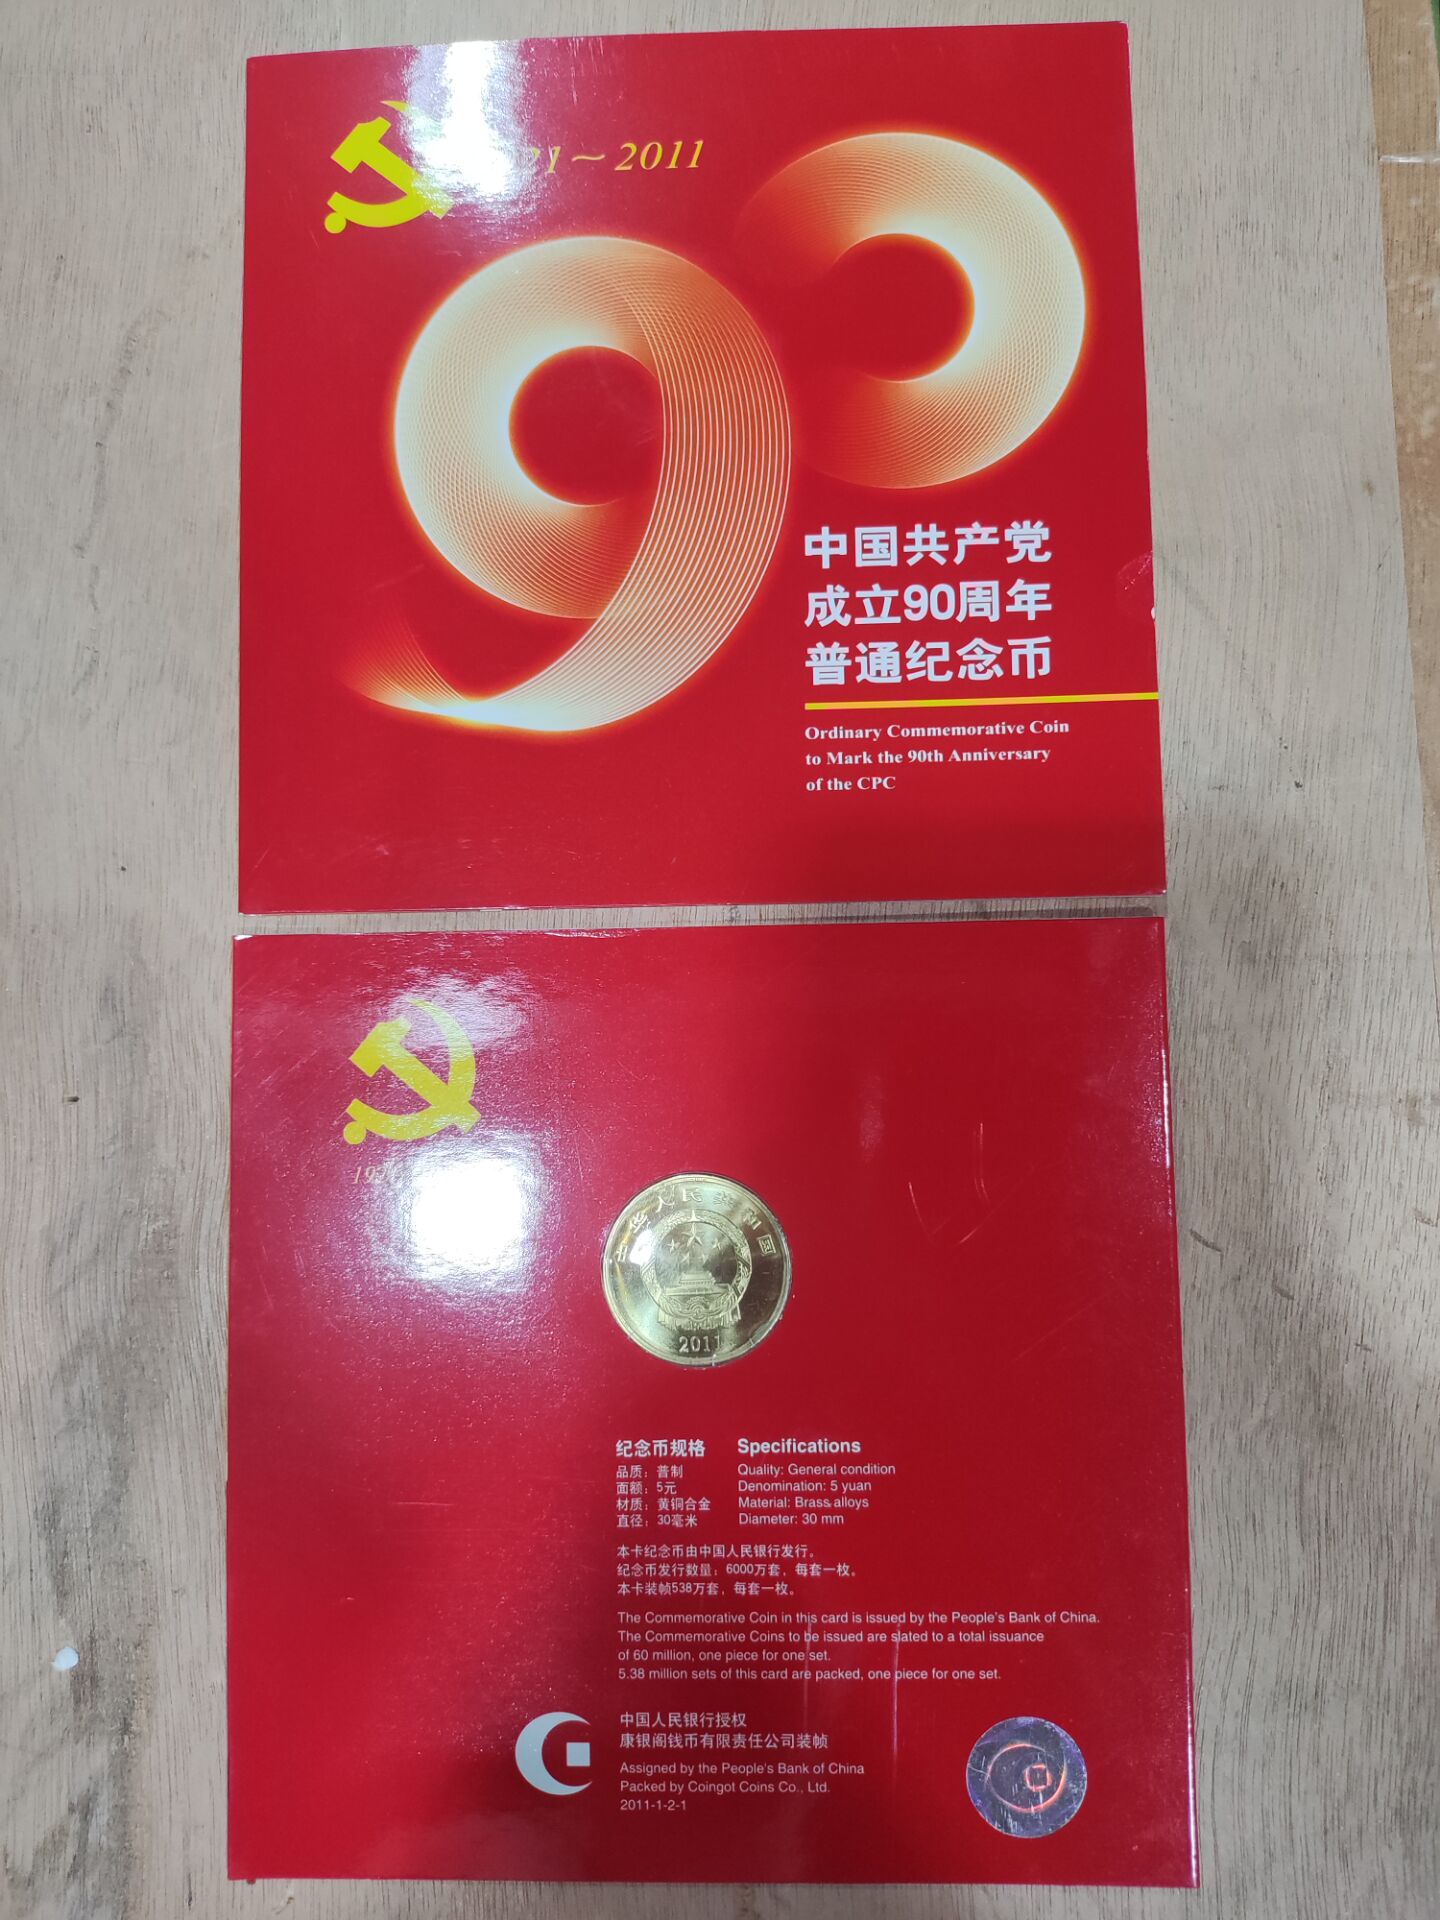 ～2011
中国共产党
成立90周年
普通纪念币
Ordinary Commemorative Coin
to Mark the 90th Anniversary
of the CPC
中华人民共和国
2011
纪念币规格
品质：普制
面额：5元
材质：黄铜合金
直径：30毫米
Specifications
Quality: General condition
Denomination: 5 yuan
Material: Brass alloys
Diameter: 30 mm
本卡纪念币由中国人民银行发行。
纪念币发行数量：6000万套，每套一枚。
本卡装帧538万套，每套一枚。
The Commemorative Coin in this card is issued by the People's Bank of China.
The Commemorative Coins to be issued are slated to a total issuance
of 60 million, one piece for one set.
5.38 million sets of this card are packed, one piece for one set.
中国人民银行授权
康银阁钱币有限责任公司装帧
Assigned by the People's Bank of China
Packed by Coingot Coins Co., Ltd.
2011-1-2-1